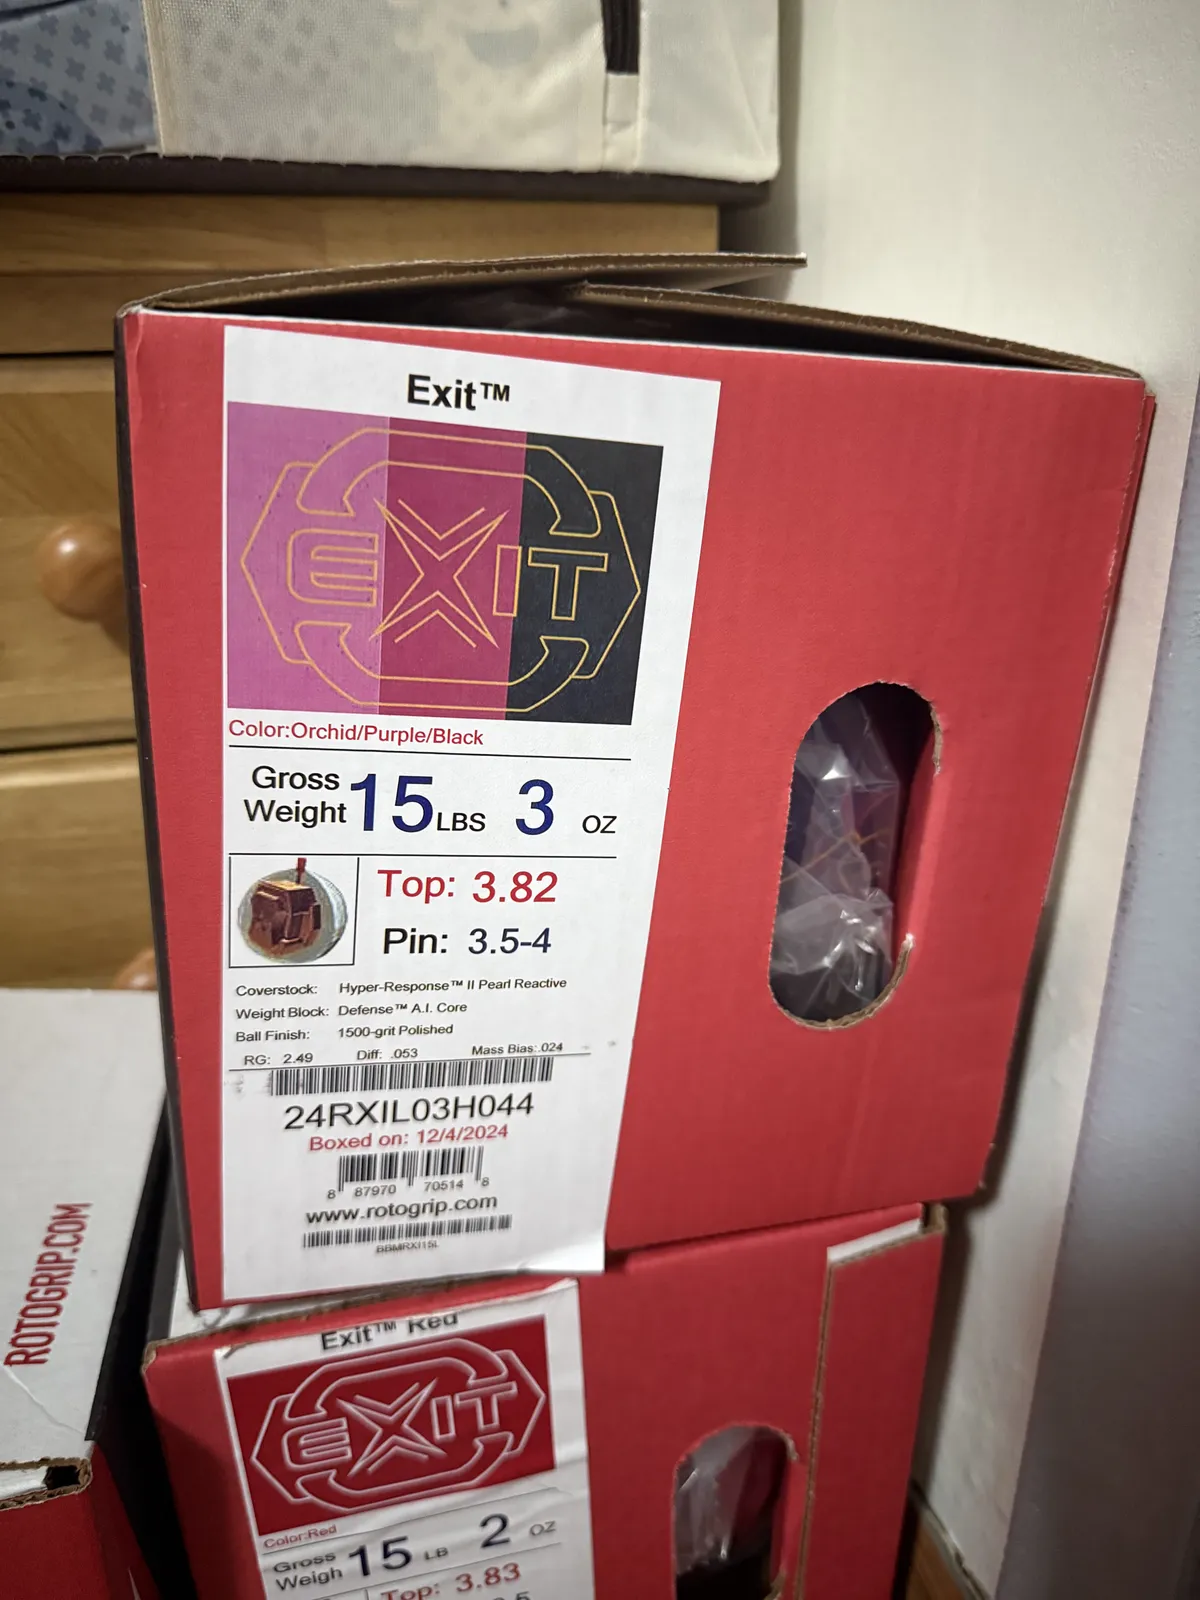 Exit™
EXIT
Color:Orchid/Purple/Black
Gross Weight 15 LBS 3 OZ
Top: 3.82
Pin: 3.5-4
Coverstock: Hyper-Response™ II Pearl Reactive
Weight Block: Defense™ A.I. Core
Ball Finish: 1500-grit Polished
RG: 2.49 Diff: .053 Mass Bias:.024
24RXIL03H044
Boxed on: 12/4/2024
8 87970 70514 8
www.rotogrip.com
BBMRXI15L
ROTOGRIP.COM
Exit™ Red
EXIT
Color:Red
Gross Weigh 15 LB 2 OZ
Top: 3.83